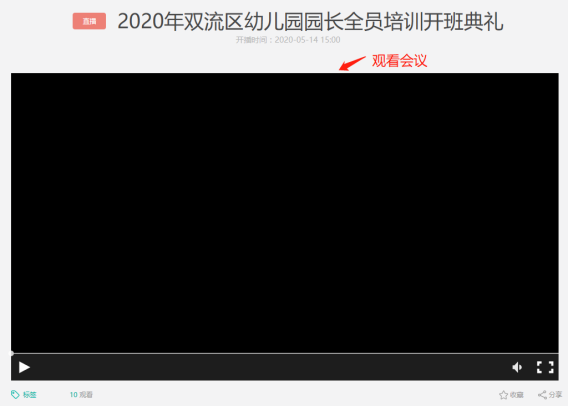 直播 2020年双流区幼儿园园长全员培训开班典礼
开播时间：2020-05-14 15:00
观看会议
标签 10 观看 收藏 分享